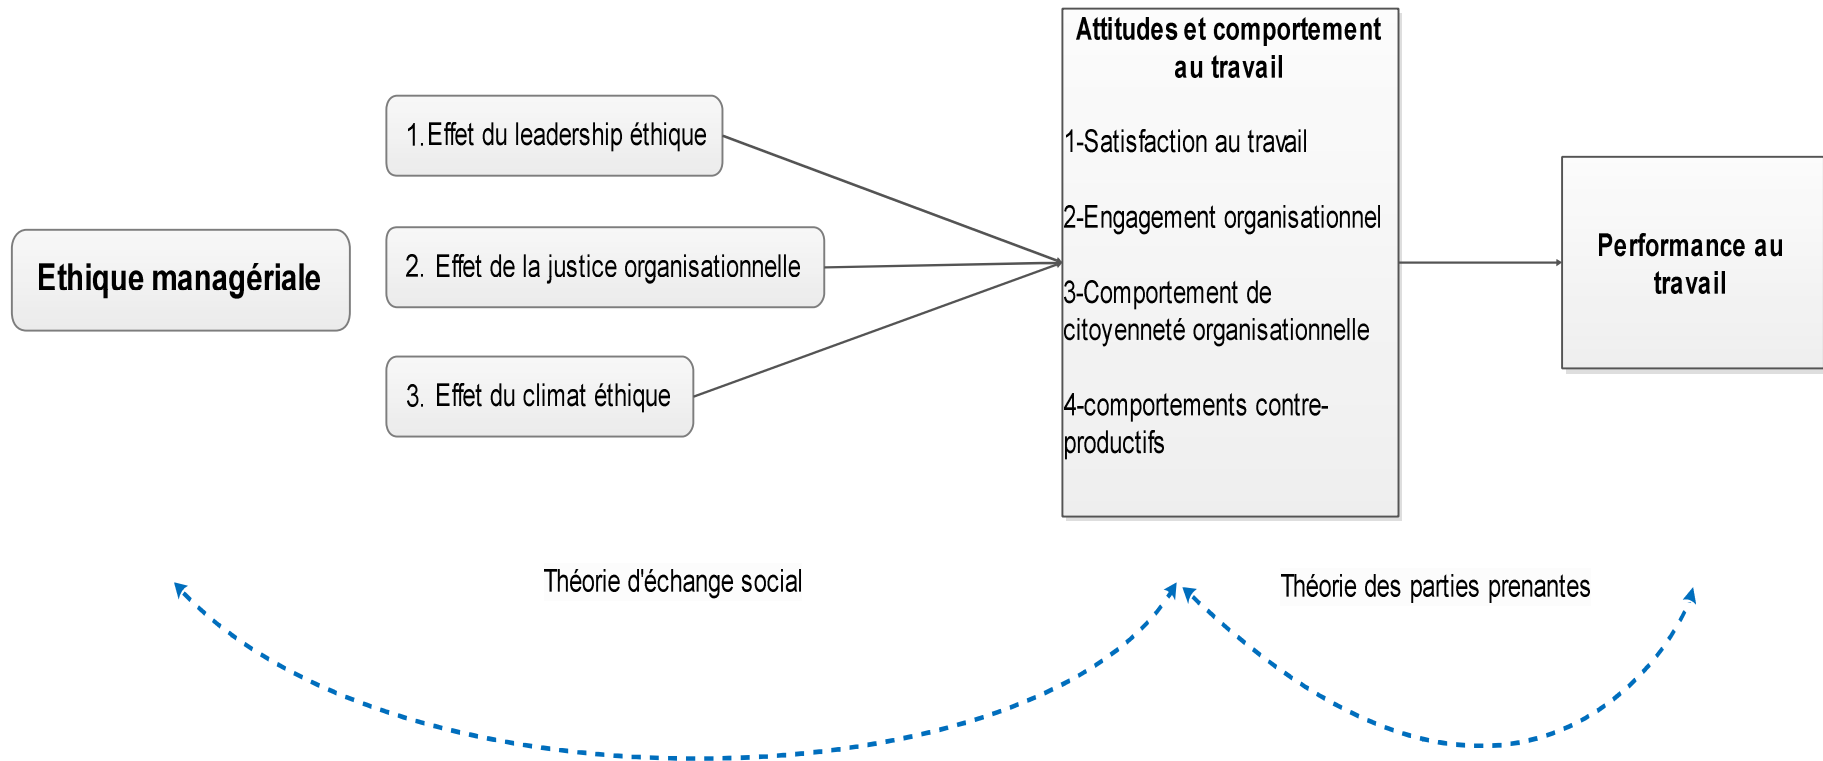 Ethique managériale
1.Effet du leadership éthique
2. Effet de la justice organisationnelle
3. Effet du climat éthique
Attitudes et comportement
au travail
1-Satisfaction au travail
2-Engagement organisationnel
3-Comportement de
citoyenneté organisationnelle
4-comportements contre-
productifs
Performance au
travail
Théorie d'échange social
Théorie des parties prenantes